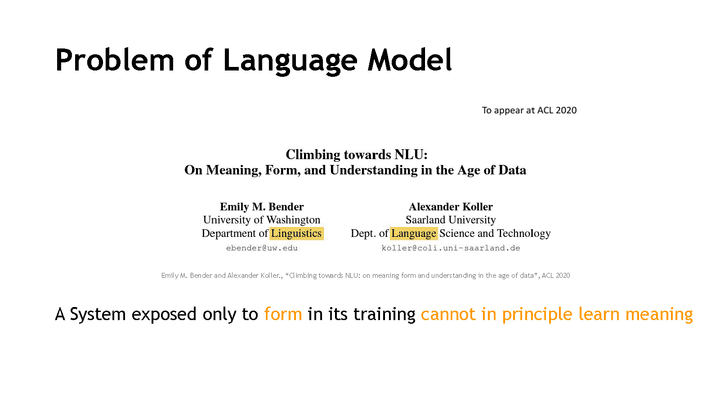 Problem of Language Model
To appear at ACL 2020
Climbing towards NLU:
On Meaning, Form, and Understanding in the Age of Data
Emily M. Bender
University of Washington
Department of Linguistics
ebender@uw.edu
Alexander Koller
Saarland University
Dept. of Language Science and Technology
koller@coli.uni-saarland.de
Emily M. Bender and Alexander Koller., "Climbing towards NLU: on meaning form and understanding in the age of data", ACL 2020
A System exposed only to form in its training cannot in principle learn meaning